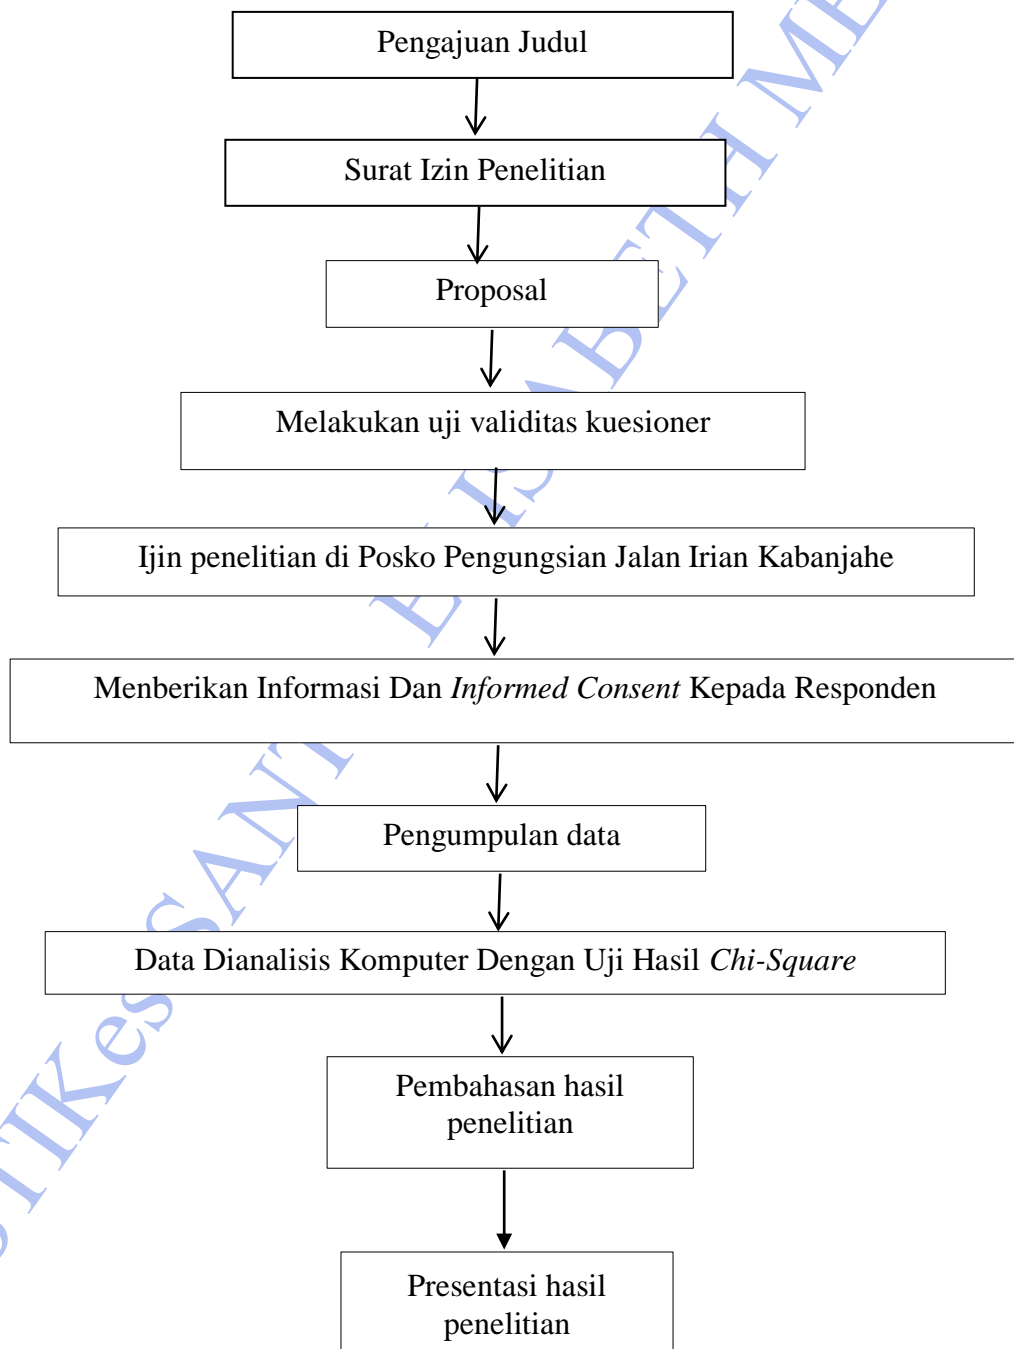 Pengajuan Judul
Surat Izin Penelitian
Proposal
Melakukan uji validitas kuesioner
Ijin penelitian di Posko Pengungsian Jalan Irian Kabanjahe
Menberikan Informasi Dan Informed Consent Kepada Responden
Pengumpulan data
Data Dianalisis Komputer Dengan Uji Hasil Chi-Square
Pembahasan hasil
penelitian
Presentasi hasil
penelitian